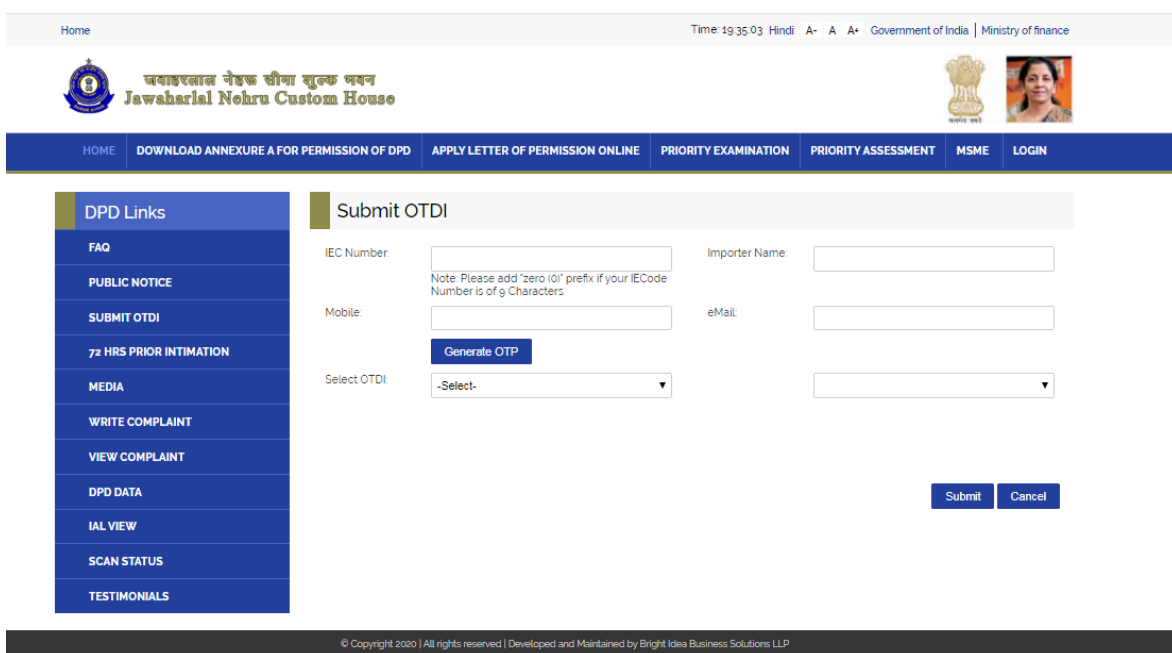 Home
Time: 19:35:03 Hindi A- A A+ Government of India | Ministry of finance
जवाहरलाल नेहरू सीमा शुल्क भवन
Jawaharlal Nehru Custom House
सत्यमेव जयते
HOME DOWNLOAD ANNEXURE A FOR PERMISSION OF DPD APPLY LETTER OF PERMISSION ONLINE PRIORITY EXAMINATION PRIORITY ASSESSMENT MSME LOGIN
DPD Links
FAQ
PUBLIC NOTICE
SUBMIT OTDI
72 HRS PRIOR INTIMATION
MEDIA
WRITE COMPLAINT
VIEW COMPLAINT
DPD DATA
IAL VIEW
SCAN STATUS
TESTIMONIALS
Submit OTDI
IEC Number:
Importer Name:
Note: Please add "zero (0)" prefix if your IECode
Number is of 9 Characters.
Mobile:
eMail:
Generate OTP
Select OTDI:
-Select-
Submit Cancel
© Copyright 2020 | All rights reserved | Developed and Maintained by Bright Idea Business Solutions LLP